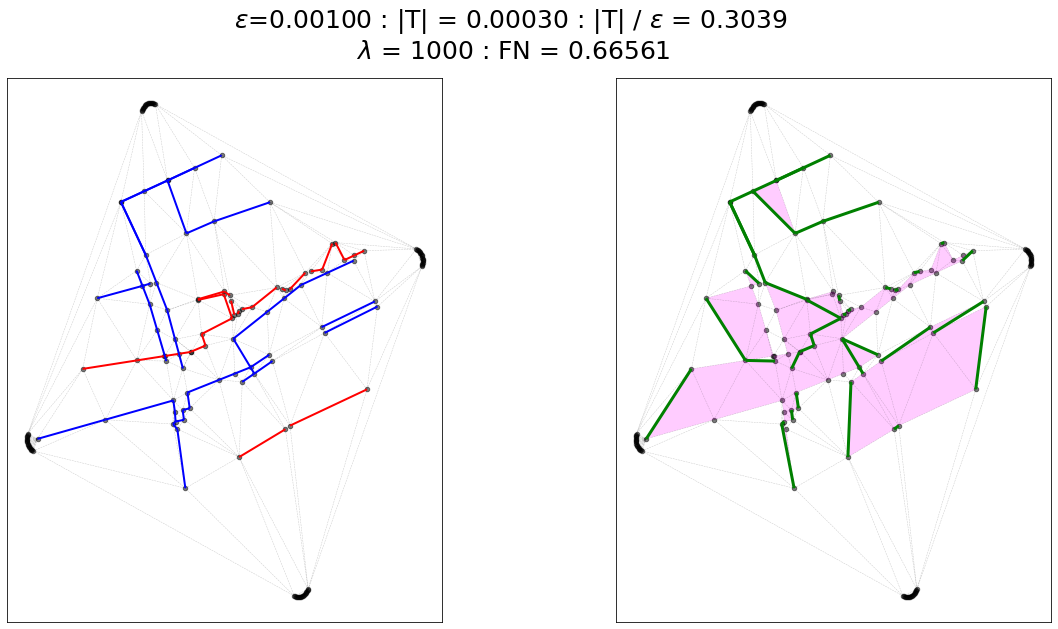 ε=0.00100 : |T| = 0.00030 : |T| / ε = 0.3039
λ = 1000 : FN = 0.66561